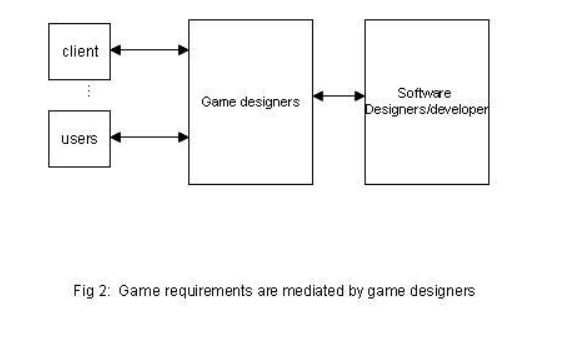 client
users
Game designers
Software
Designers/developer
Fig 2: Game requirements are mediated by game designers